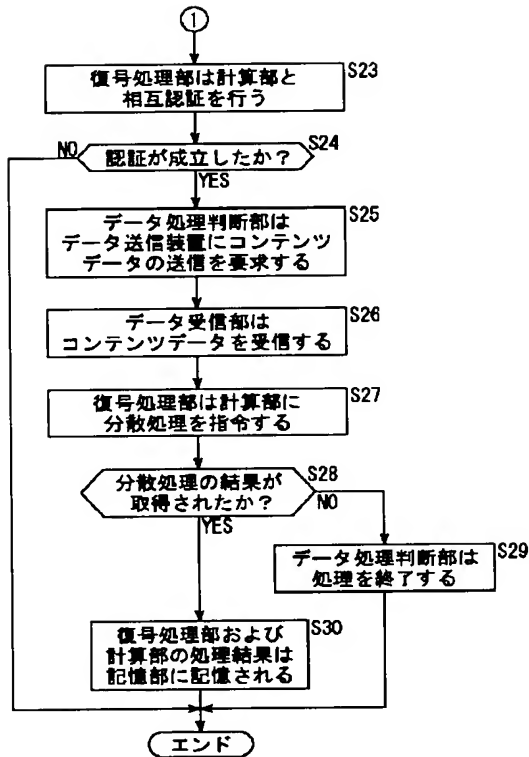 1
復号処理部は計算部と
相互認証を行う
S23
認証が成立したか?
S24
NO
YES
データ処理判断部は
データ送信装置にコンテンツ
データの送信を要求する
S25
データ受信部は
コンテンツデータを受信する
S26
復号処理部は計算部に
分散処理を指令する
S27
分散処理の結果が
取得されたか?
S28
NO
YES
データ処理判断部は
処理を終了する
S29
復号処理部および
計算部の処理結果は
記憶部に記憶される
S30
エンド